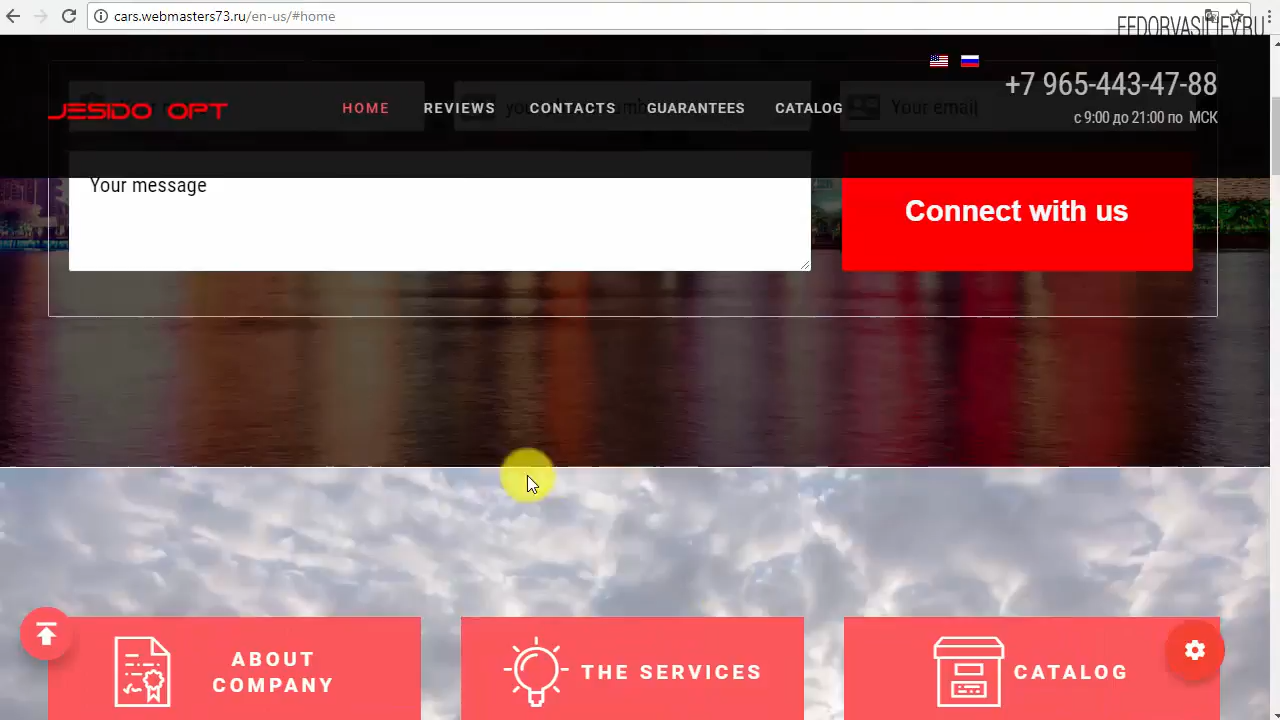 cars.webmasters73.ru/en-us/#home
FEDORVASILIEV.RU
+7 965-443-47-88
JESIDO OPT
HOME
REVIEWS
CONTACTS
GUARANTEES
CATALOG
Your email
с 9:00 до 21:00 по МСК
Your message
Connect with us
ABOUT
COMPANY
THE SERVICES
CATALOG